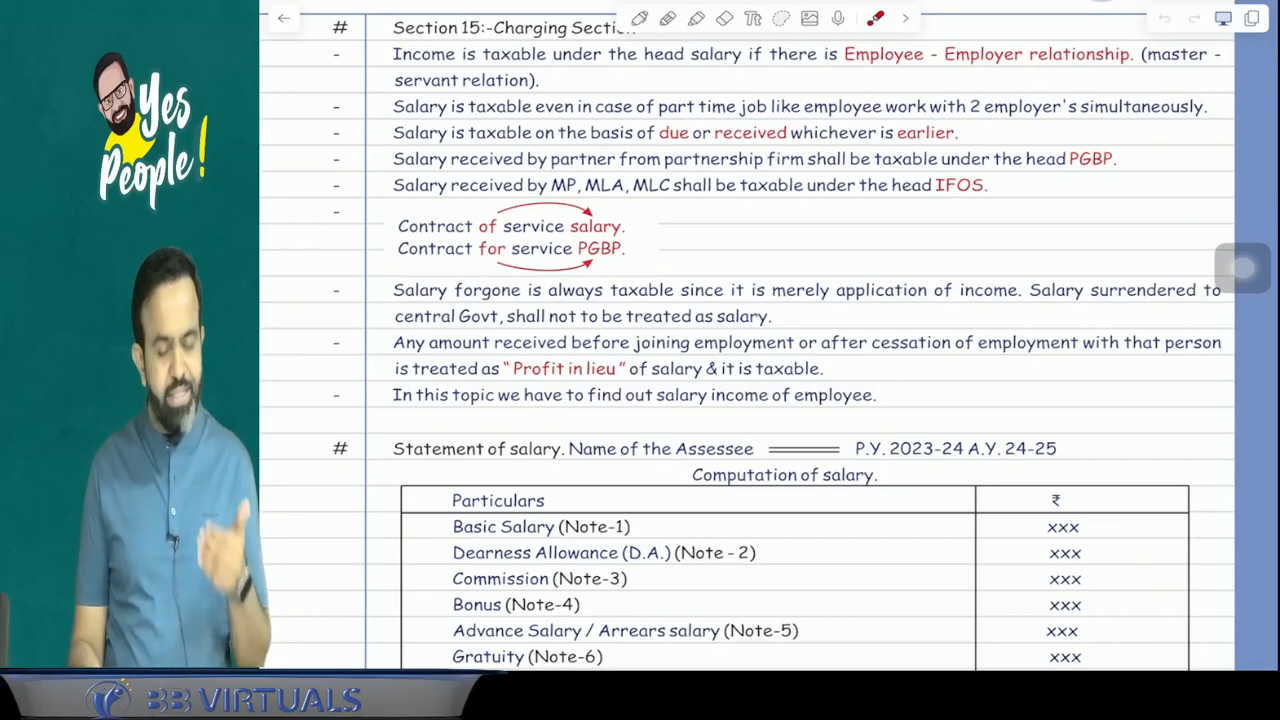 # Section 15:-Charging Section
- Income is taxable under the head salary if there is Employee - Employer relationship. (master -
servant relation).
- Salary is taxable even in case of part time job like employee work with 2 employer's simultaneously.
- Salary is taxable on the basis of due or received whichever is earlier.
- Salary received by partner from partnership firm shall be taxable under the head PGBP.
- Salary received by MP, MLA, MLC shall be taxable under the head IFOS.
-
Contract of service salary.
Contract for service PGBP.
- Salary forgone is always taxable since it is merely application of income. Salary surrendered to
central Govt, shall not to be treated as salary.
- Any amount received before joining employment or after cessation of employment with that person
is treated as " Profit in lieu " of salary & it is taxable.
- In this topic we have to find out salary income of employee.
# Statement of salary. Name of the Assessee P.Y. 2023-24 A.Y. 24-25
Computation of salary.
Particulars ₹
Basic Salary (Note-1) xxx
Dearness Allowance (D.A.) (Note - 2) xxx
Commission (Note-3) xxx
Bonus (Note-4) xxx
Advance Salary / Arrears salary (Note-5) xxx
Gratuity (Note-6) xxx
Yes
People!
BB VIRTUALS